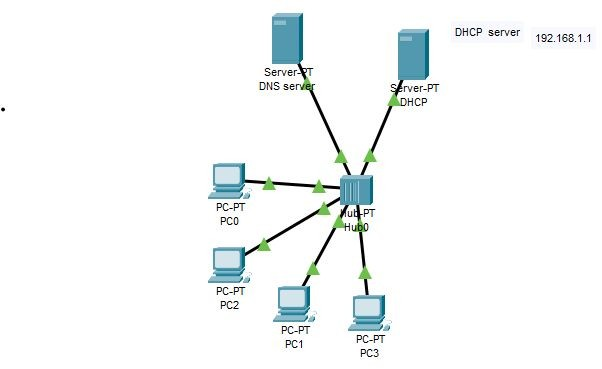 DHCP server
192.168.1.1
Server-PT
DNS server
Server-PT
DHCP
PC-PT
PC0
Hub-PT
Hub0
PC-PT
PC2
PC-PT
PC1
PC-PT
PC3